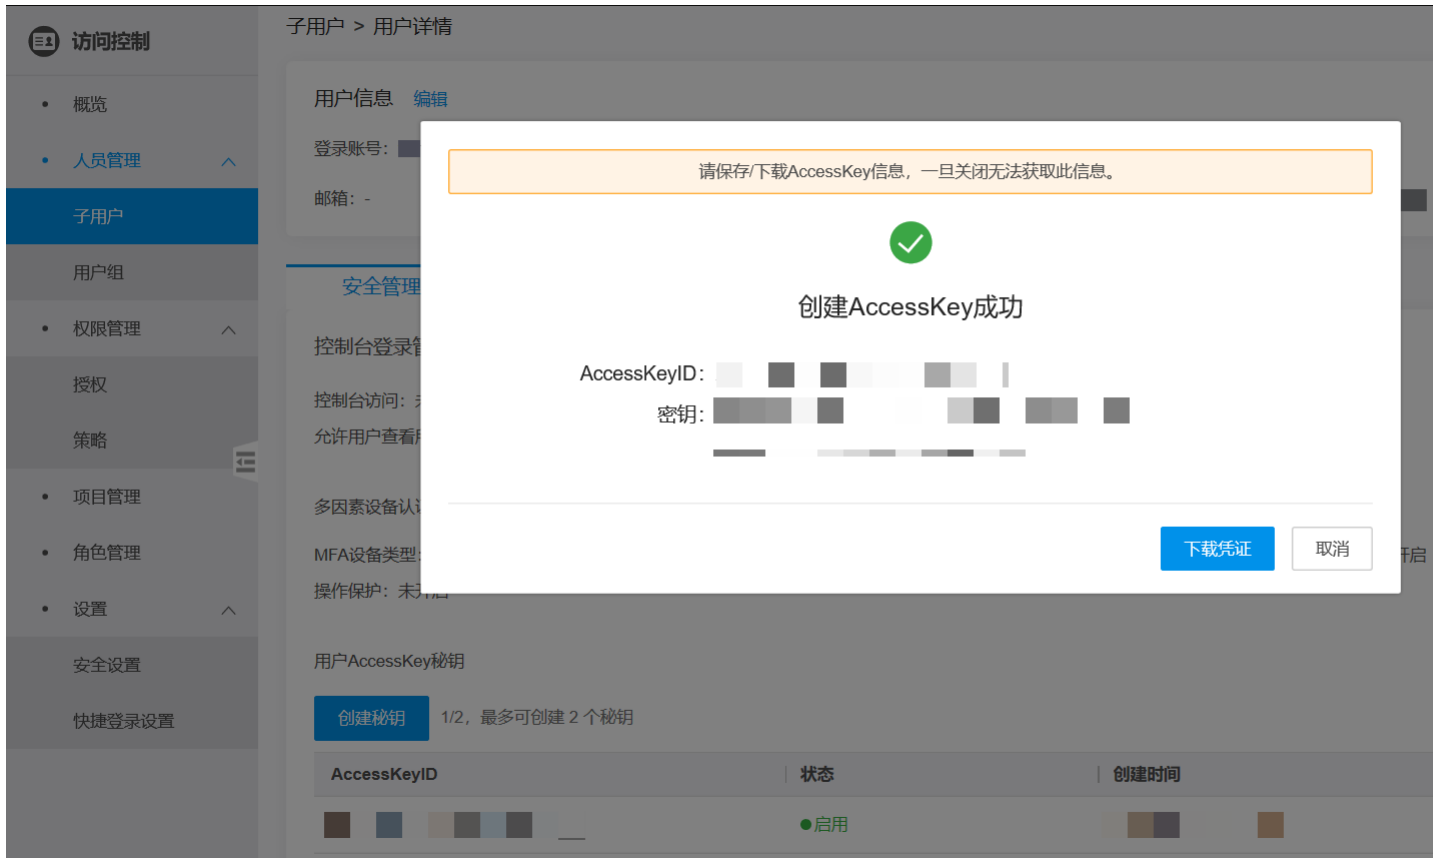 访问控制
概览
人员管理
子用户
用户组
权限管理
授权
策略
项目管理
角色管理
设置
安全设置
快捷登录设置
子用户 > 用户详情
用户信息 编辑
登录账号：
邮箱： -
安全管理
控制台登录管
控制台访问：
允许用户查看
多因素设备认
MFA设备类型：
开启
操作保护：未开启
用户AccessKey秘钥
创建秘钥 1/2，最多可创建 2 个秘钥
AccessKeyID 状态 创建时间
启用
请保存/下载AccessKey信息，一旦关闭无法获取此信息。
创建AccessKey成功
AccessKeyID：
密钥：
下载凭证 取消